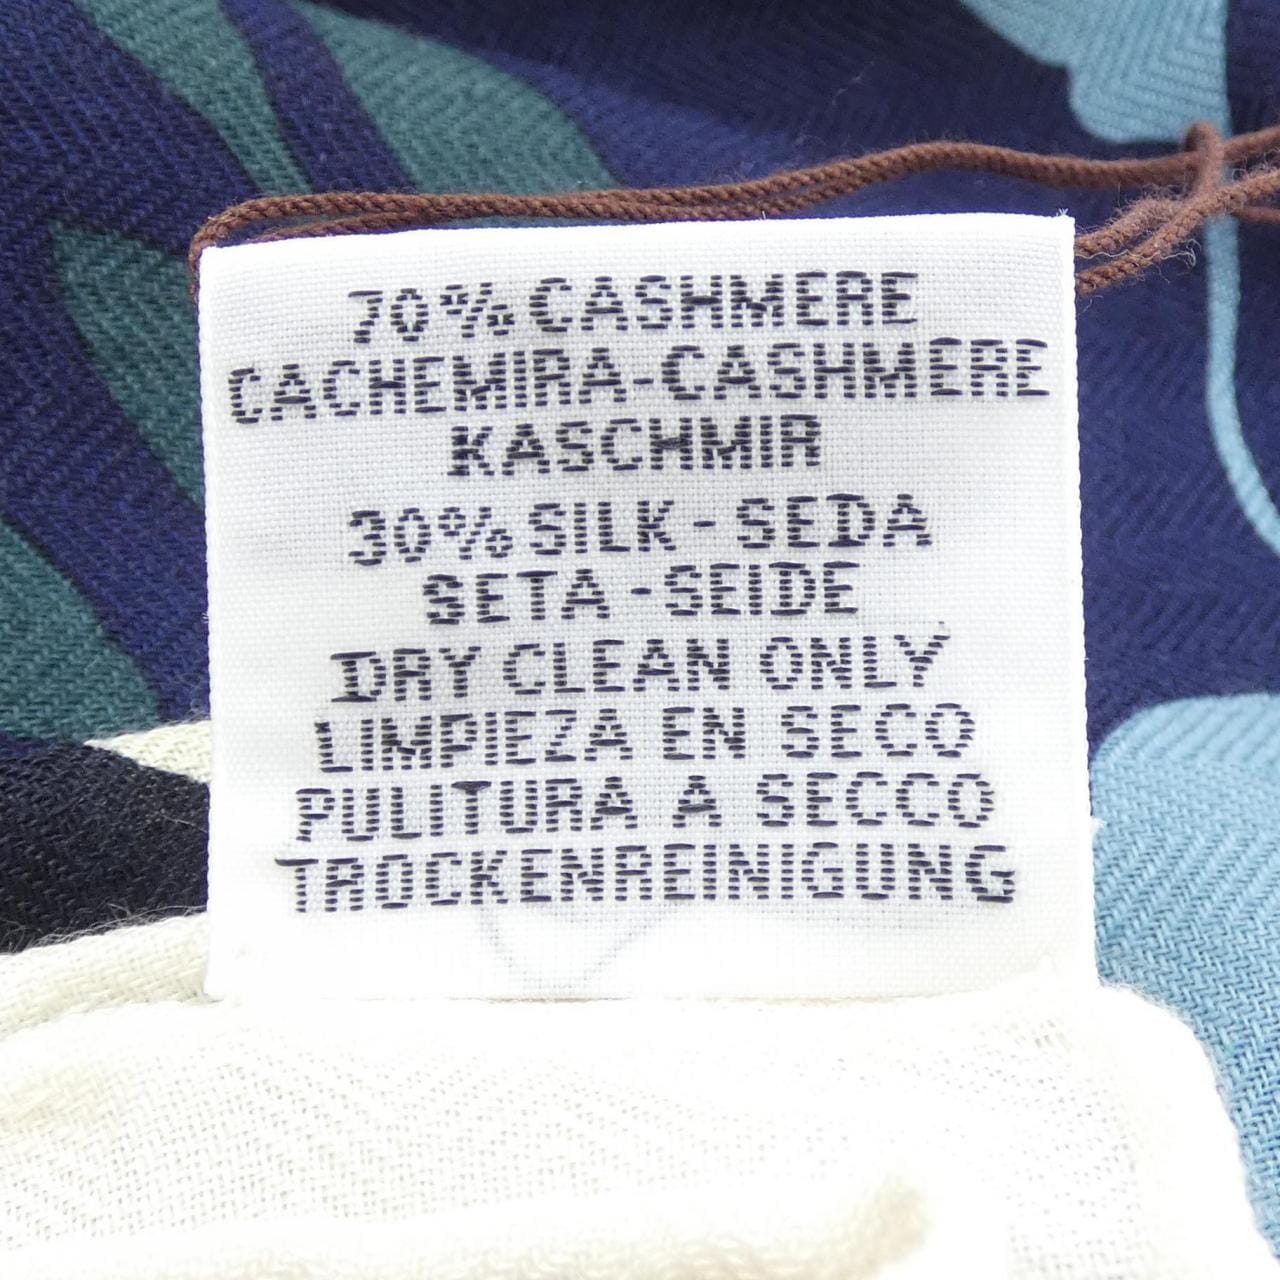 70% CASHMERE
CACHEMIRA-CASHMERE
KASCHMIR
30% SILK - SEDA
SETA - SEIDE
DRY CLEAN ONLY
LIMPIEZA EN SECO
PULITURA A SECCO
TROCKENREINIGUNG